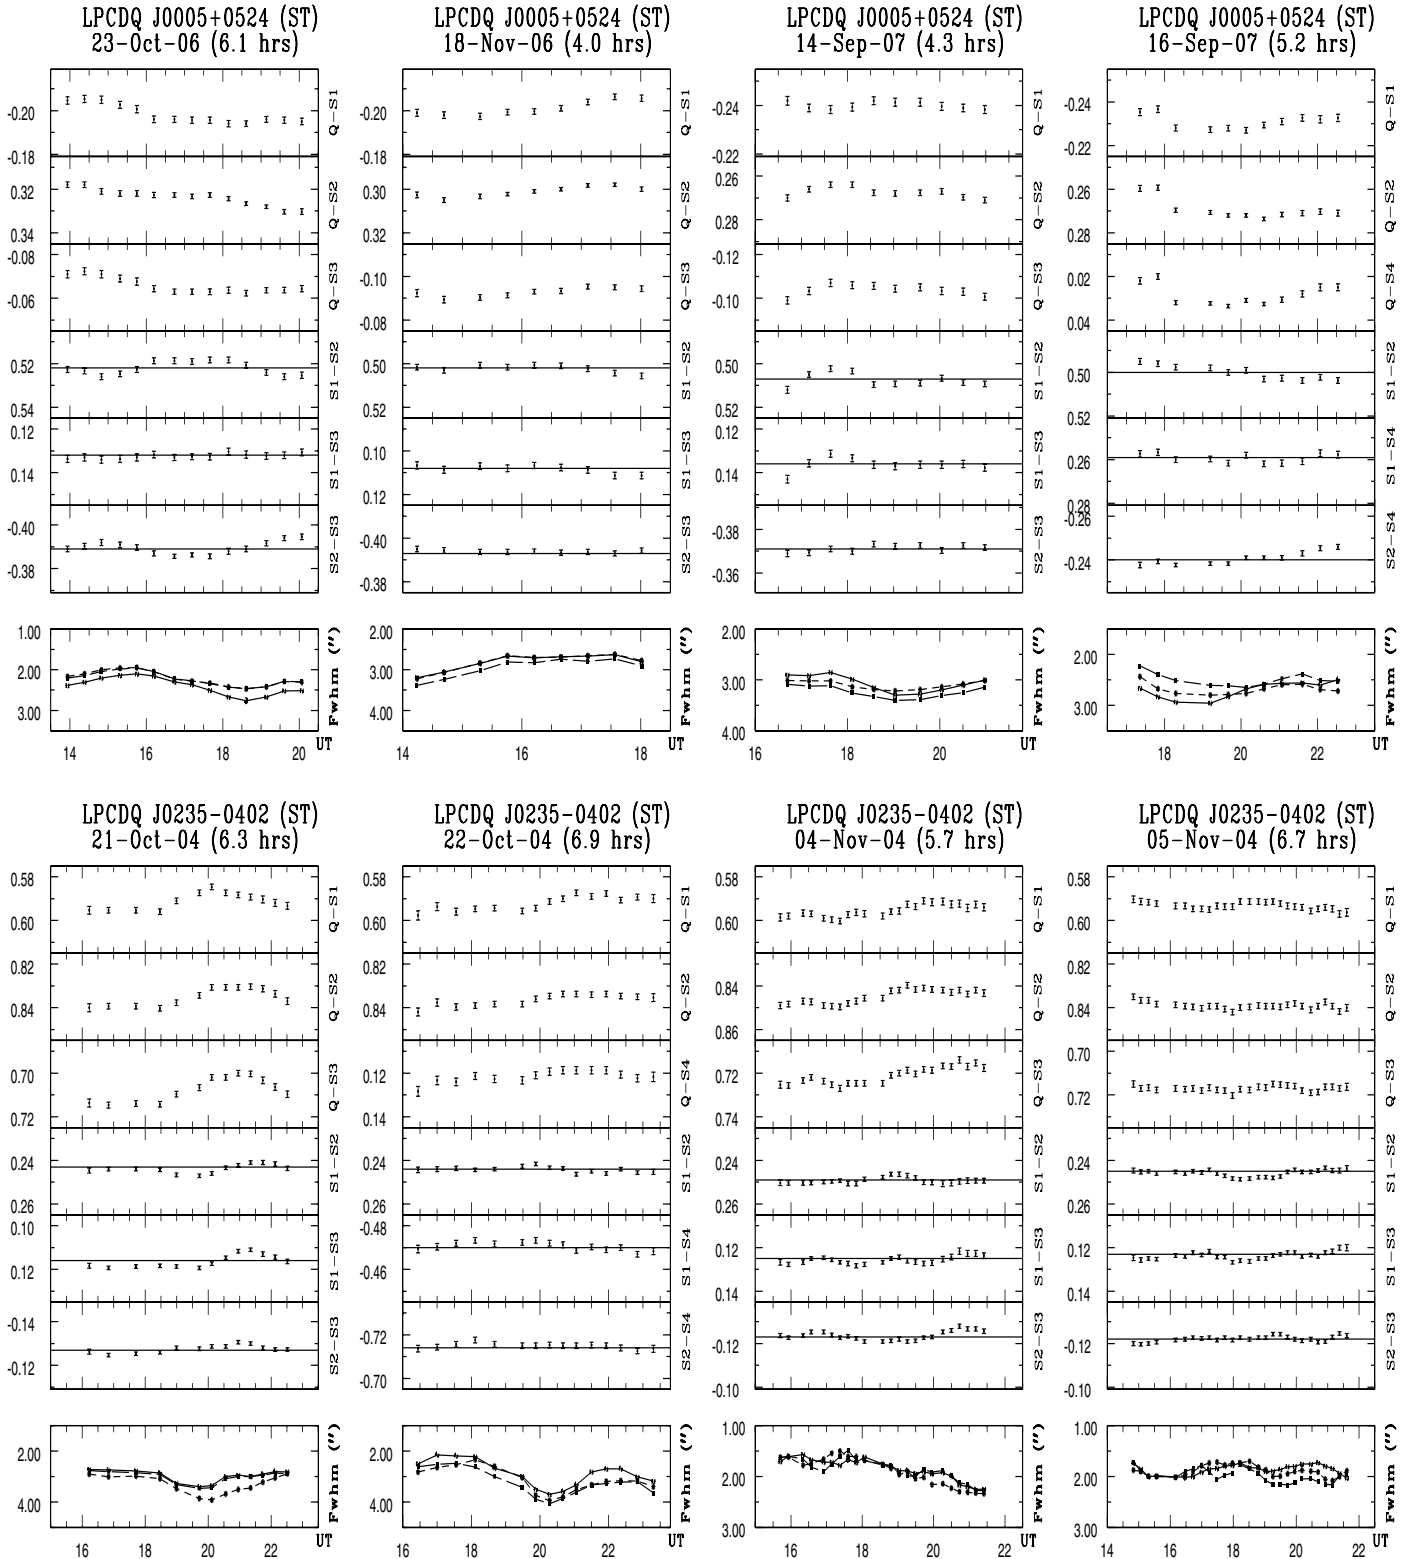 LPCDQ J0005+0524 (ST)
23-Oct-06 (6.1 hrs)
-0.20
-0.18
Q-S1
0.32
0.34
Q-S2
-0.08
-0.06
Q-S3
0.52
0.54
S1-S2
0.12
0.14
S1-S3
-0.40
-0.38
S2-S3
1.00
2.00
3.00
Fwhm (")
14
16
18
20
UT
LPCDQ J0005+0524 (ST)
18-Nov-06 (4.0 hrs)
-0.20
-0.18
Q-S1
0.30
0.32
Q-S2
-0.10
-0.08
Q-S3
0.50
0.52
S1-S2
0.10
0.12
S1-S3
-0.40
-0.38
S2-S3
2.00
3.00
4.00
Fwhm (")
14
16
18
UT
LPCDQ J0005+0524 (ST)
14-Sep-07 (4.3 hrs)
-0.24
-0.22
Q-S1
0.26
0.28
Q-S2
-0.12
-0.10
Q-S3
0.50
0.52
S1-S2
0.12
0.14
S1-S3
-0.38
-0.36
S2-S3
2.00
3.00
4.00
Fwhm (")
16
18
20
UT
LPCDQ J0005+0524 (ST)
16-Sep-07 (5.2 hrs)
-0.24
-0.22
Q-S1
0.26
0.28
Q-S2
0.02
0.04
Q-S4
0.50
0.52
S1-S2
0.26
0.28
S1-S4
-0.26
-0.24
S2-S4
2.00
3.00
Fwhm (")
18
20
22
UT
LPCDQ J0235-0402 (ST)
21-Oct-04 (6.3 hrs)
0.58
0.60
Q-S1
0.82
0.84
Q-S2
0.70
0.72
Q-S3
0.24
0.26
S1-S2
0.10
0.12
S1-S3
-0.14
-0.12
S2-S3
2.00
4.00
Fwhm (")
16
18
20
22
UT
LPCDQ J0235-0402 (ST)
22-Oct-04 (6.9 hrs)
0.58
0.60
Q-S1
0.82
0.84
Q-S2
0.12
0.14
Q-S4
0.24
0.26
S1-S2
-0.48
-0.46
S1-S4
-0.72
-0.70
S2-S4
2.00
4.00
Fwhm (")
16
18
20
22
UT
LPCDQ J0235-0402 (ST)
04-Nov-04 (5.7 hrs)
0.58
0.60
Q-S1
0.84
0.86
Q-S2
0.72
0.74
Q-S3
0.24
0.26
S1-S2
0.12
0.14
S1-S3
-0.12
-0.10
S2-S3
1.00
2.00
3.00
Fwhm (")
16
18
20
22
UT
LPCDQ J0235-0402 (ST)
05-Nov-04 (6.7 hrs)
0.58
0.60
Q-S1
0.82
0.84
Q-S2
0.70
0.72
Q-S3
0.24
0.26
S1-S2
0.12
0.14
S1-S3
-0.12
-0.10
S2-S3
1.00
2.00
3.00
Fwhm (")
14
16
18
20
22
UT